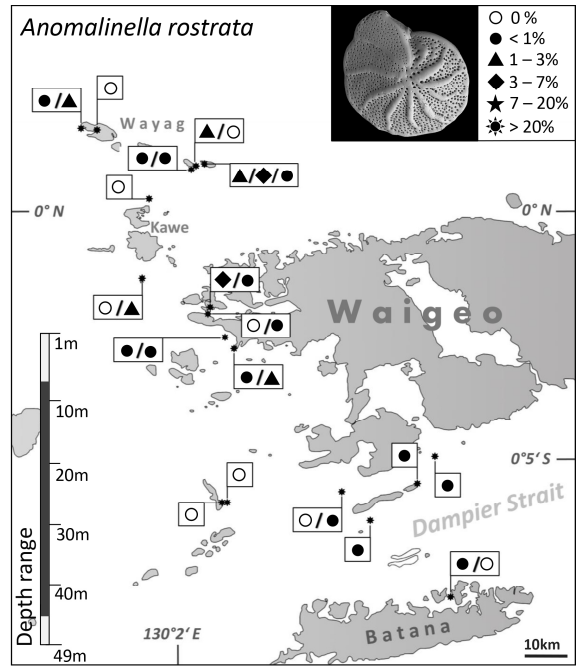 Anomalinella rostrata
0 %
< 1%
1 – 3%
3 – 7%
7 – 20%
> 20%
Wayag
0° N
0° N
Kawe
Waigeo
1m
10m
20m
30m
40m
49m
Depth range
0°5‘ S
Dampier Strait
130°2‘ E
Batana
10km